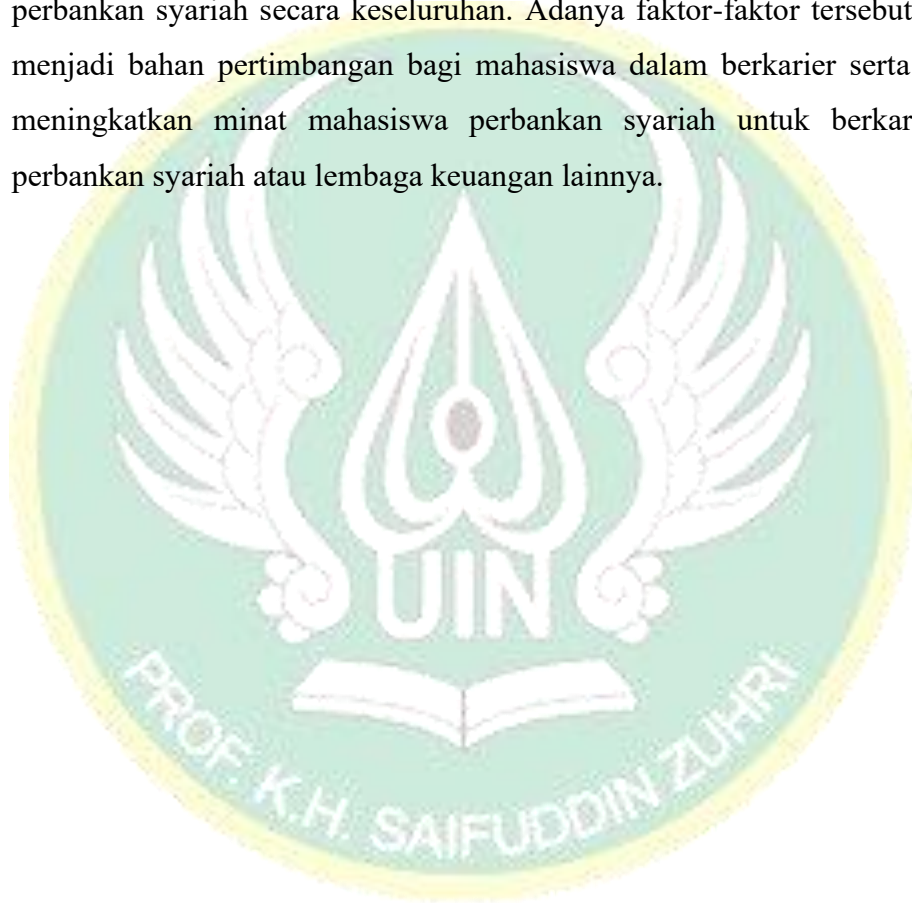 perbankan syariah secara keseluruhan. Adanya faktor-faktor tersebut
menjadi bahan pertimbangan bagi mahasiswa dalam berkarier serta
meningkatkan minat mahasiswa perbankan syariah untuk berkar
perbankan syariah atau lembaga keuangan lainnya.
UIN
PROF. K.H. SAIFUDDIN ZUHRI